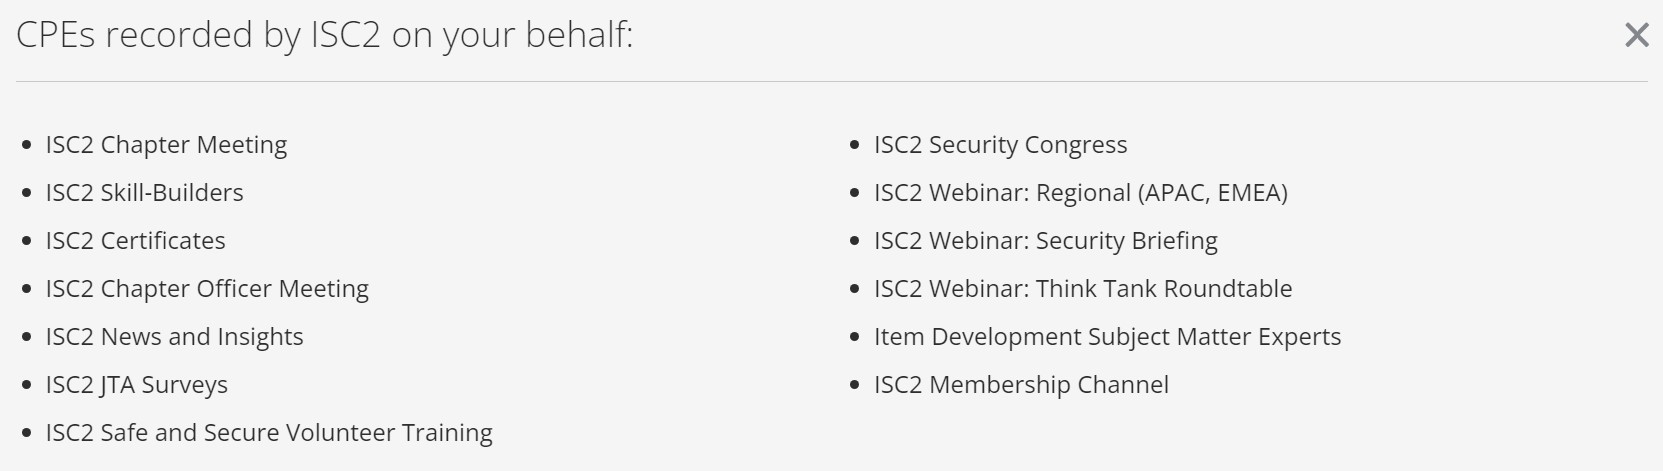 CPEs recorded by ISC2 on your behalf:
ISC2 Chapter Meeting
ISC2 Skill-Builders
ISC2 Certificates
ISC2 Chapter Officer Meeting
ISC2 News and Insights
ISC2 JTA Surveys
ISC2 Safe and Secure Volunteer Training
ISC2 Security Congress
ISC2 Webinar: Regional (APAC, EMEA)
ISC2 Webinar: Security Briefing
ISC2 Webinar: Think Tank Roundtable
Item Development Subject Matter Experts
ISC2 Membership Channel